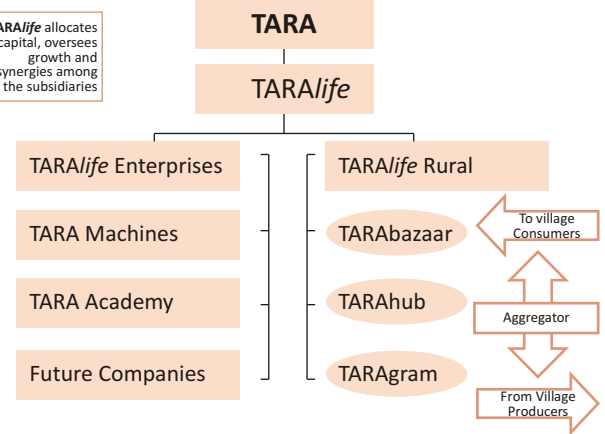 TARA
TARAlife allocates
capital, oversees
growth and
synergies among
the subsidiaries
TARAlife
TARAlife Enterprises
TARA Machines
TARA Academy
Future Companies
TARAlife Rural
TARAbazaar
TARAhub
TARAgram
To village
Consumers
Aggregator
From Village
Producers